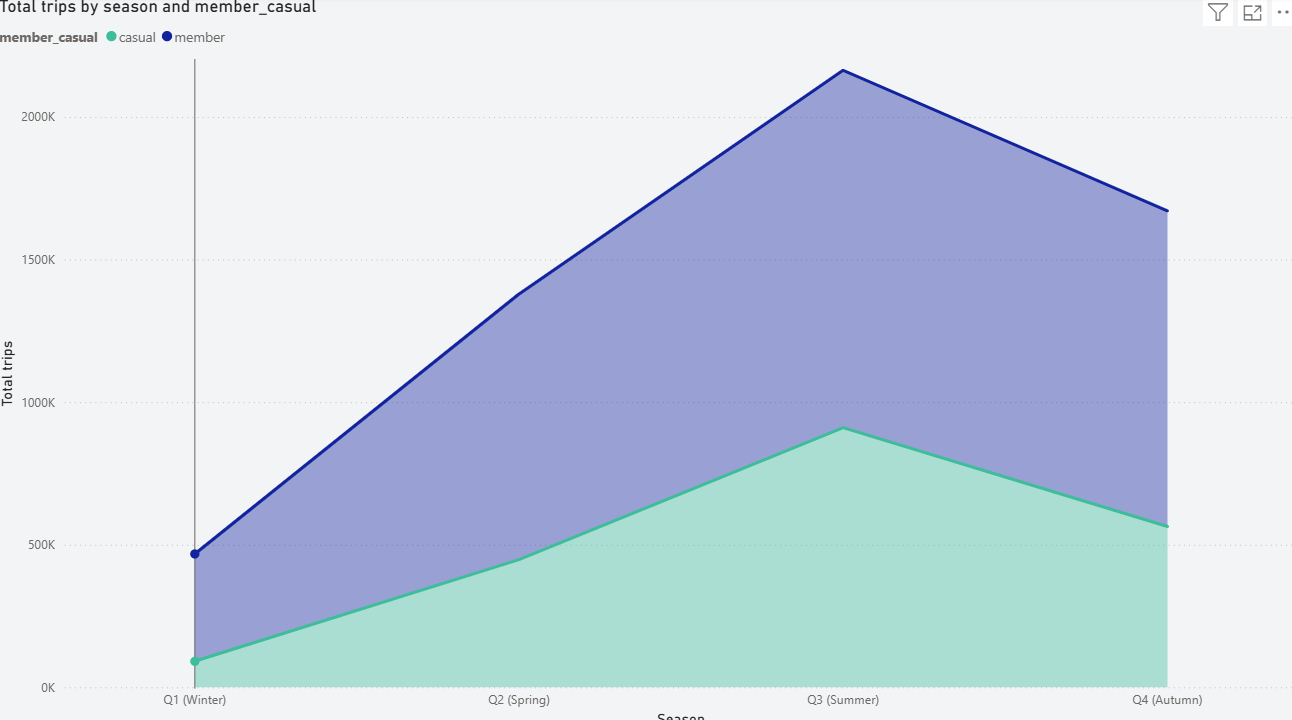 Total trips by season and member_casual
member_casual casual member
2000K
1500K
1000K
500K
0K
Total trips
Q1 (Winter) Q2 (Spring) Q3 (Summer) Q4 (Autumn)
Season